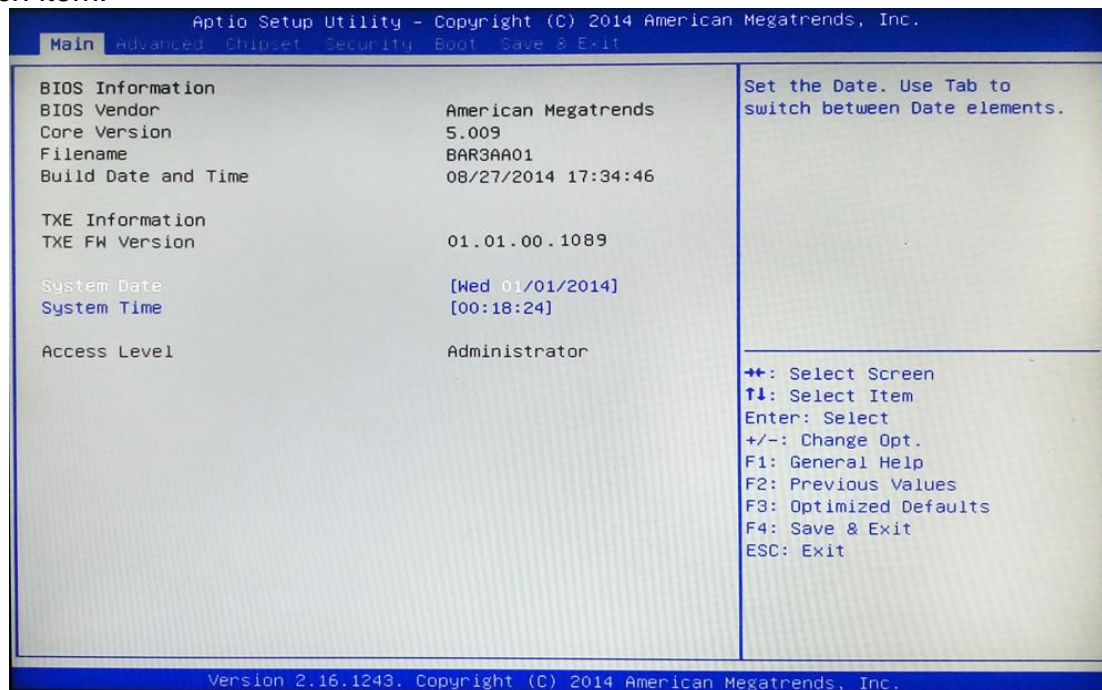 on item.
Aptio Setup Utility – Copyright (C) 2014 American Megatrends, Inc.
Main Advanced Chipset Security Boot Save & Exit
BIOS Information
BIOS Vendor American Megatrends
Core Version 5.009
Filename BAR3AA01
Build Date and Time 08/27/2014 17:34:46
TXE Information
TXE FW Version 01.01.00.1089
System Date [Wed 01/01/2014]
System Time [00:18:24]
Access Level Administrator
Set the Date. Use Tab to
switch between Date elements.
→←: Select Screen
↑↓: Select Item
Enter: Select
+/-: Change Opt.
F1: General Help
F2: Previous Values
F3: Optimized Defaults
F4: Save & Exit
ESC: Exit
Version 2.16.1243. Copyright (C) 2014 American Megatrends, Inc.